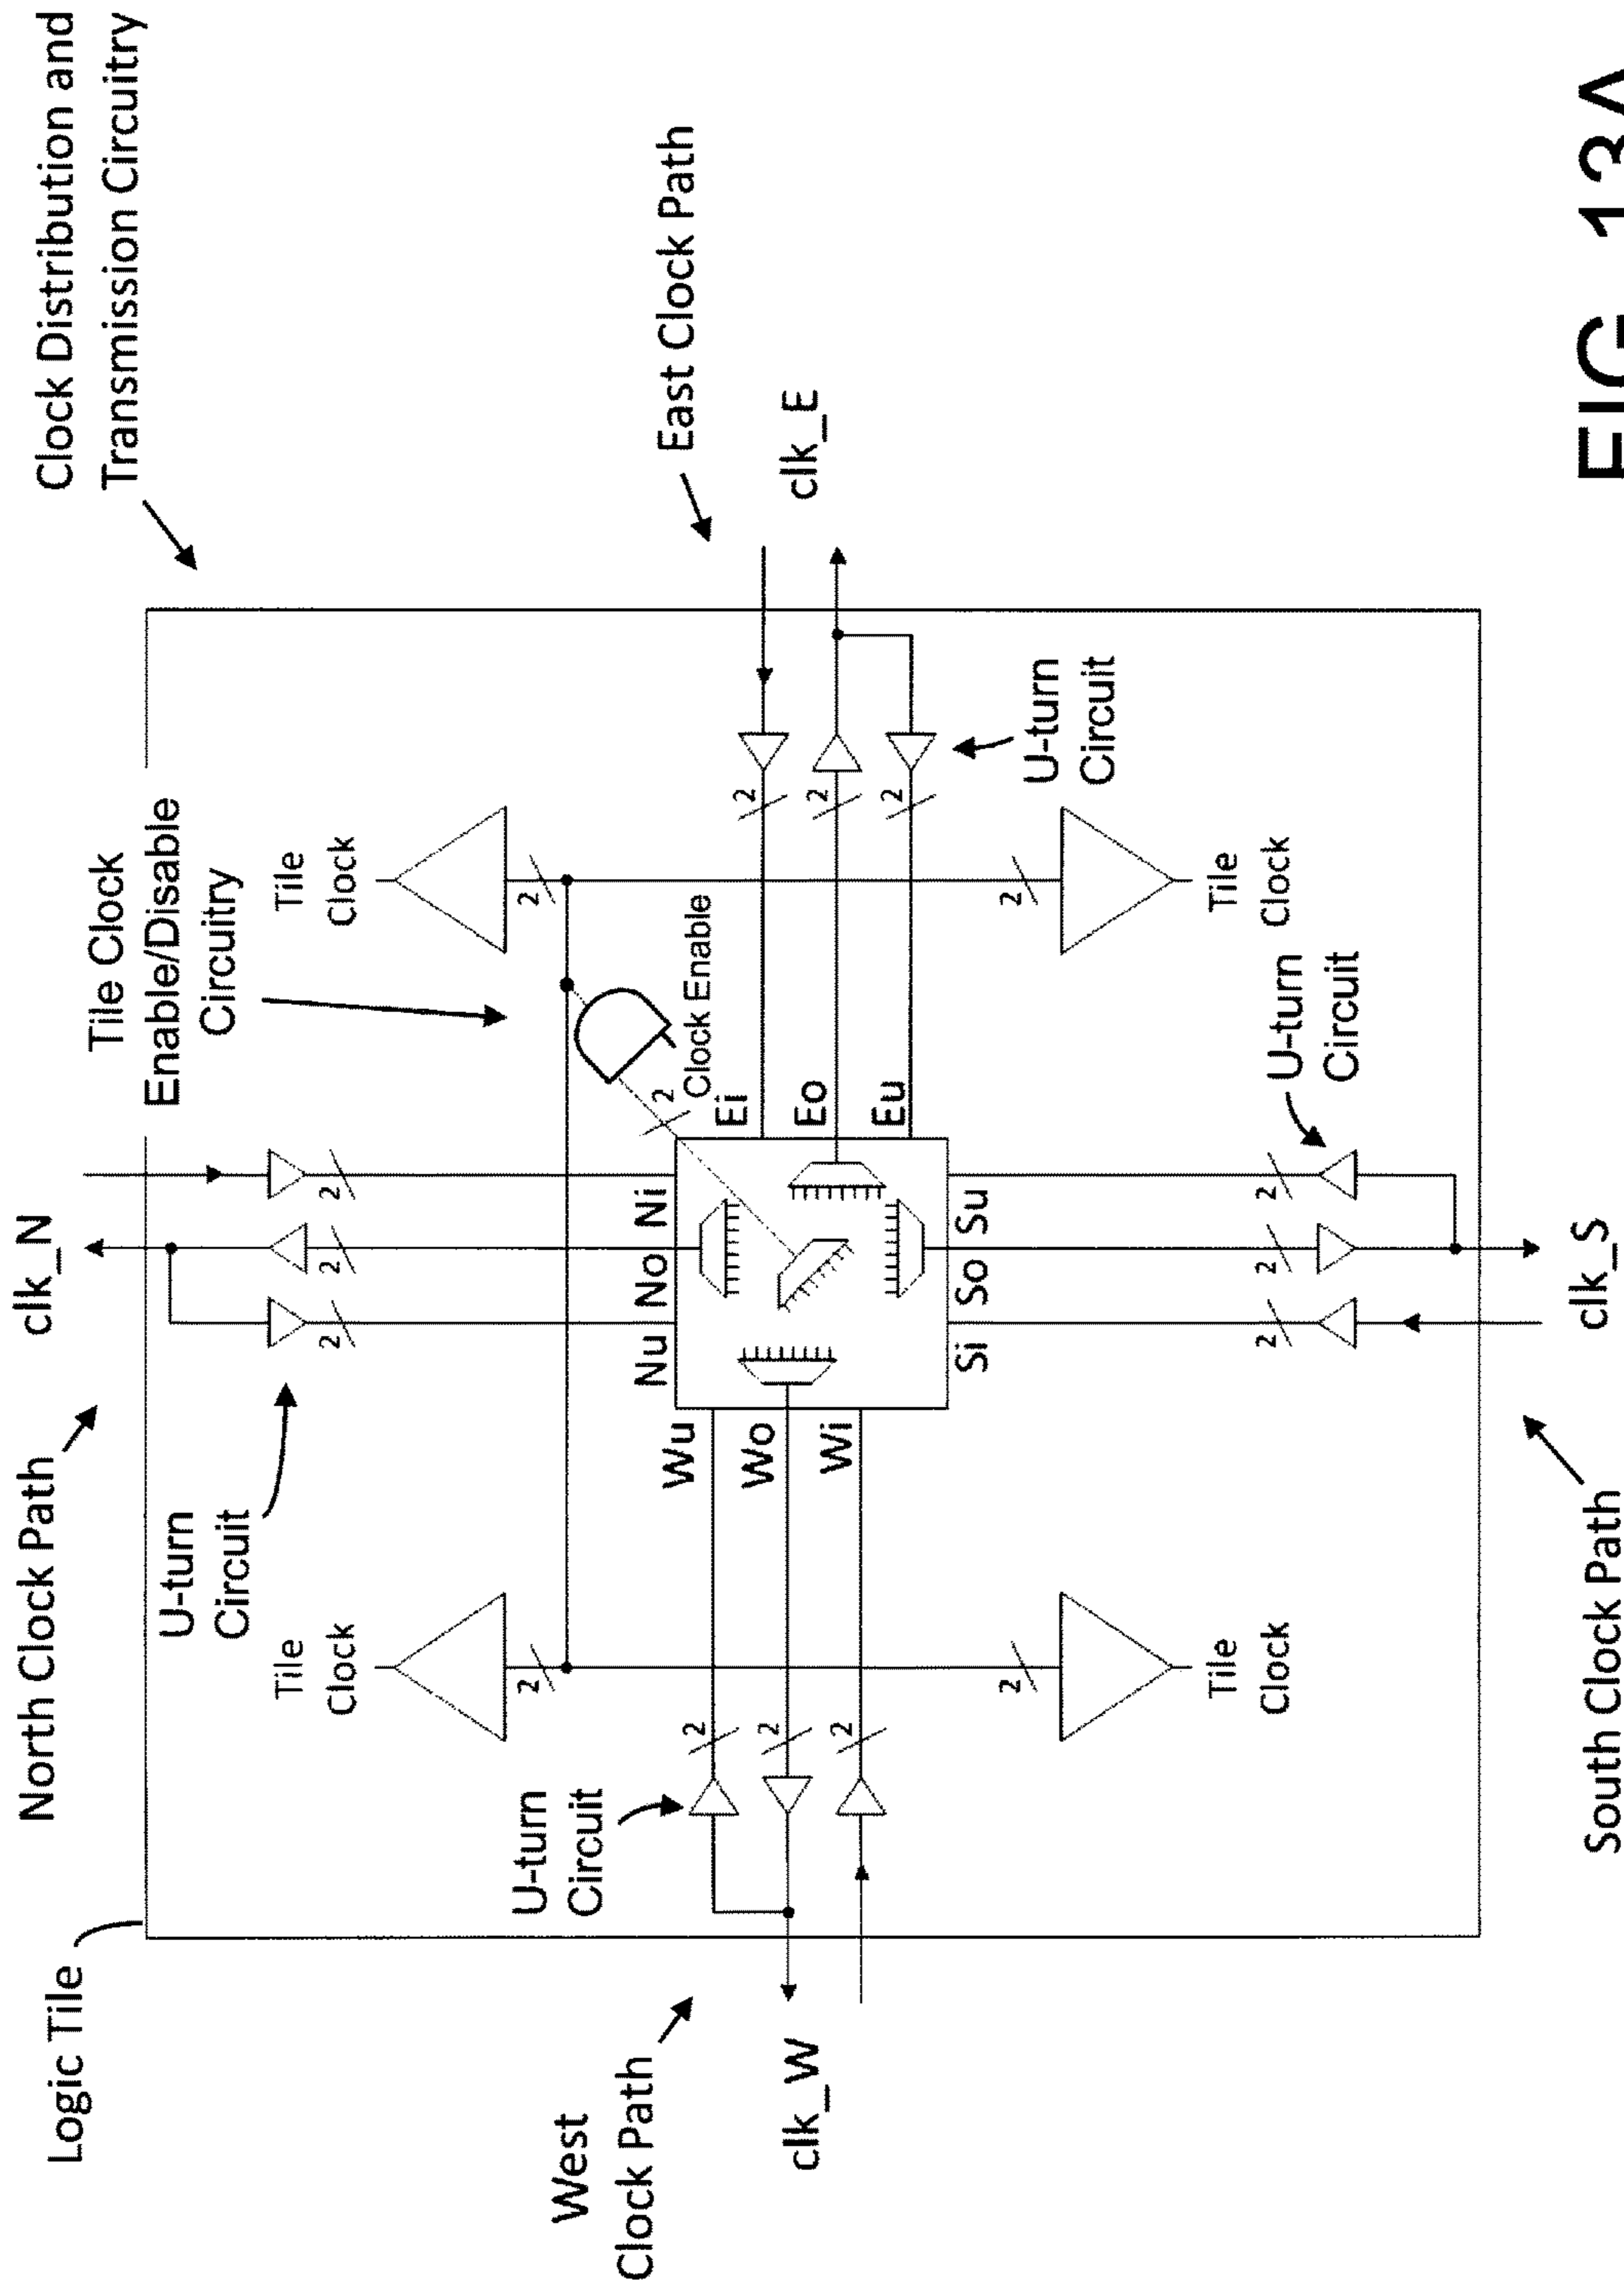 Clock Distribution and
Transmission Circuitry
Logic Tile
North Clock Path
clk_N
Tile Clock
Enable/Disable
Circuitry
U-turn
Circuit
Tile
Clock
Tile
Clock
2
2
2
2
2
Nu
No
Ni
2
Clock Enable
West
Clock Path
clk_W
U-turn
Circuit
2
2
2
Wu
Wo
Wi
Ei
Eo
Eu
2
2
2
East Clock Path
clk_E
U-turn
Circuit
Si
So
Su
2
2
2
2
2
Tile
Clock
Tile
Clock
U-turn
Circuit
South Clock Path
clk_S
FIG. 13A